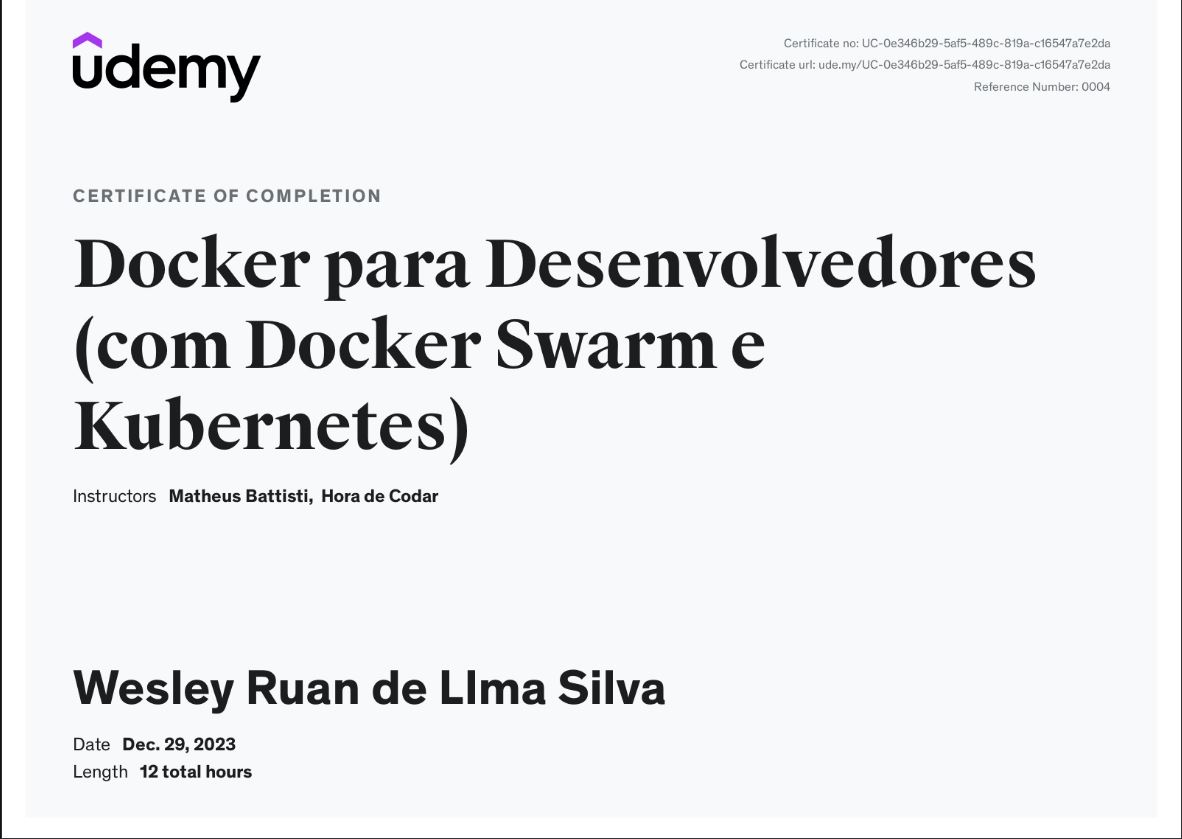 udemy
Certificate no: UC-0e346b29-5af5-489c-819a-c16547a7e2da
Certificate url: ude.my/UC-0e346b29-5af5-489c-819a-c16547a7e2da
Reference Number: 0004
CERTIFICATE OF COMPLETION
Docker para Desenvolvedores
(com Docker Swarm e
Kubernetes)
Instructors Matheus Battisti, Hora de Codar
Wesley Ruan de LIma Silva
Date Dec. 29, 2023
Length 12 total hours